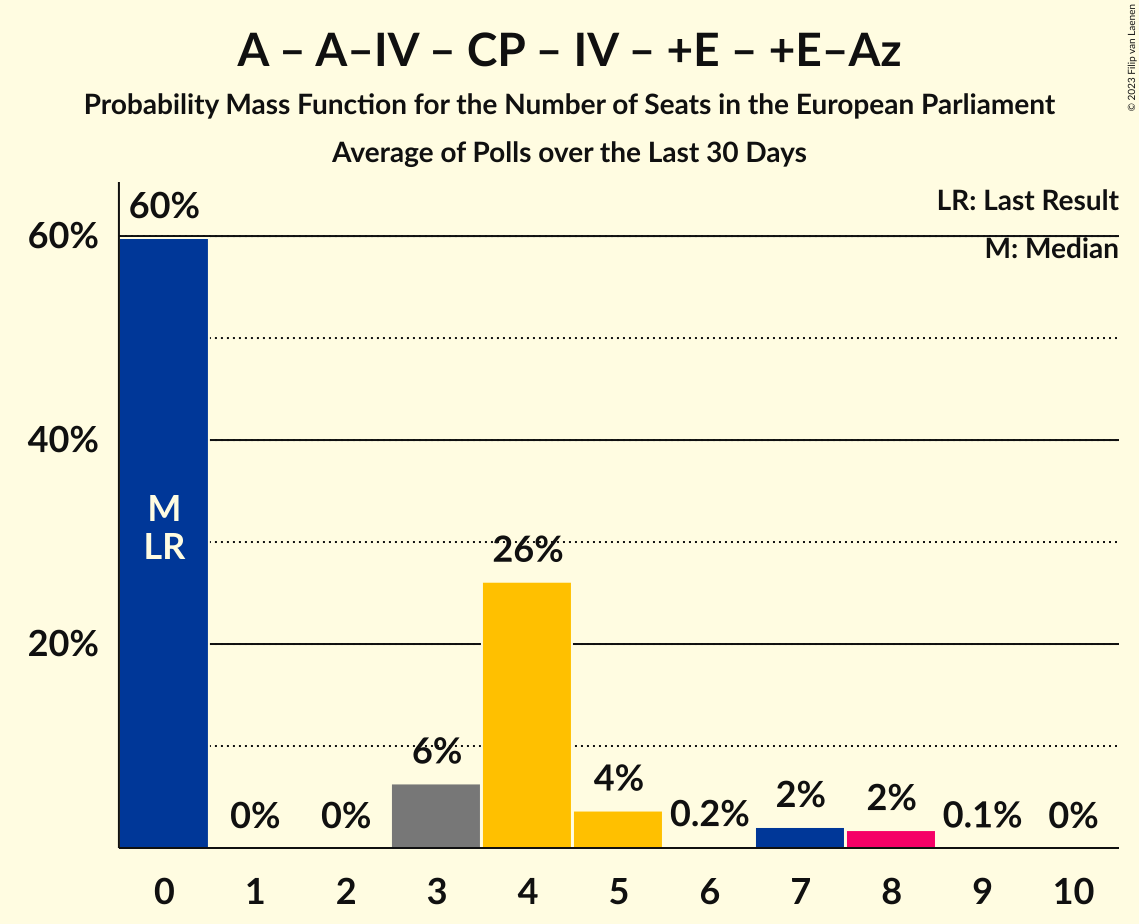 A – A–IV – CP – IV – +E – +E–Az
Probability Mass Function for the Number of Seats in the European Parliament
Average of Polls over the Last 30 Days
© 2023 Filip van Laenen
LR: Last Result
M: Median
60%
40%
20%
60%
M
LR
0%
0%
6%
26%
4%
0.2%
2%
2%
0.1%
0%
0 1 2 3 4 5 6 7 8 9 10